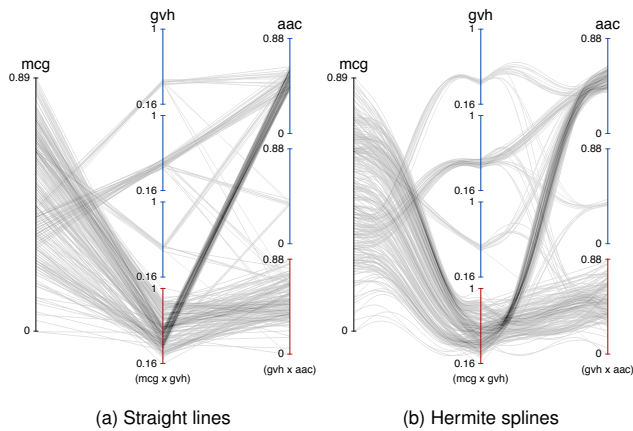 gvh
gvh
1
1
aac
aac
0.88
0.88
mcg
mcg
0.89
0.89
0.16
0.16
1
1
0
0
0.88
0.88
0.16
0.16
1
1
0
0
0.88
0.88
0.16
0.16
1
1
0
0
0
0
0.16
0.16
(mcg x gvh)
(gvh x aac)
(mcg x gvh)
(gvh x aac)
(a) Straight lines
(b) Hermite splines